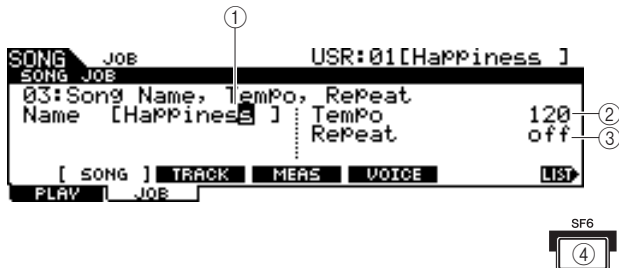 ①
SONG JOB USR:01[Happiness ]
SONG JOB
03:Song Name, Tempo, Repeat
Name [Happiness ] Tempo 120 ②
Repeat off ③
[ SONG ] TRACK MEAS VOICE LIST
PLAY JOB
SF6
④